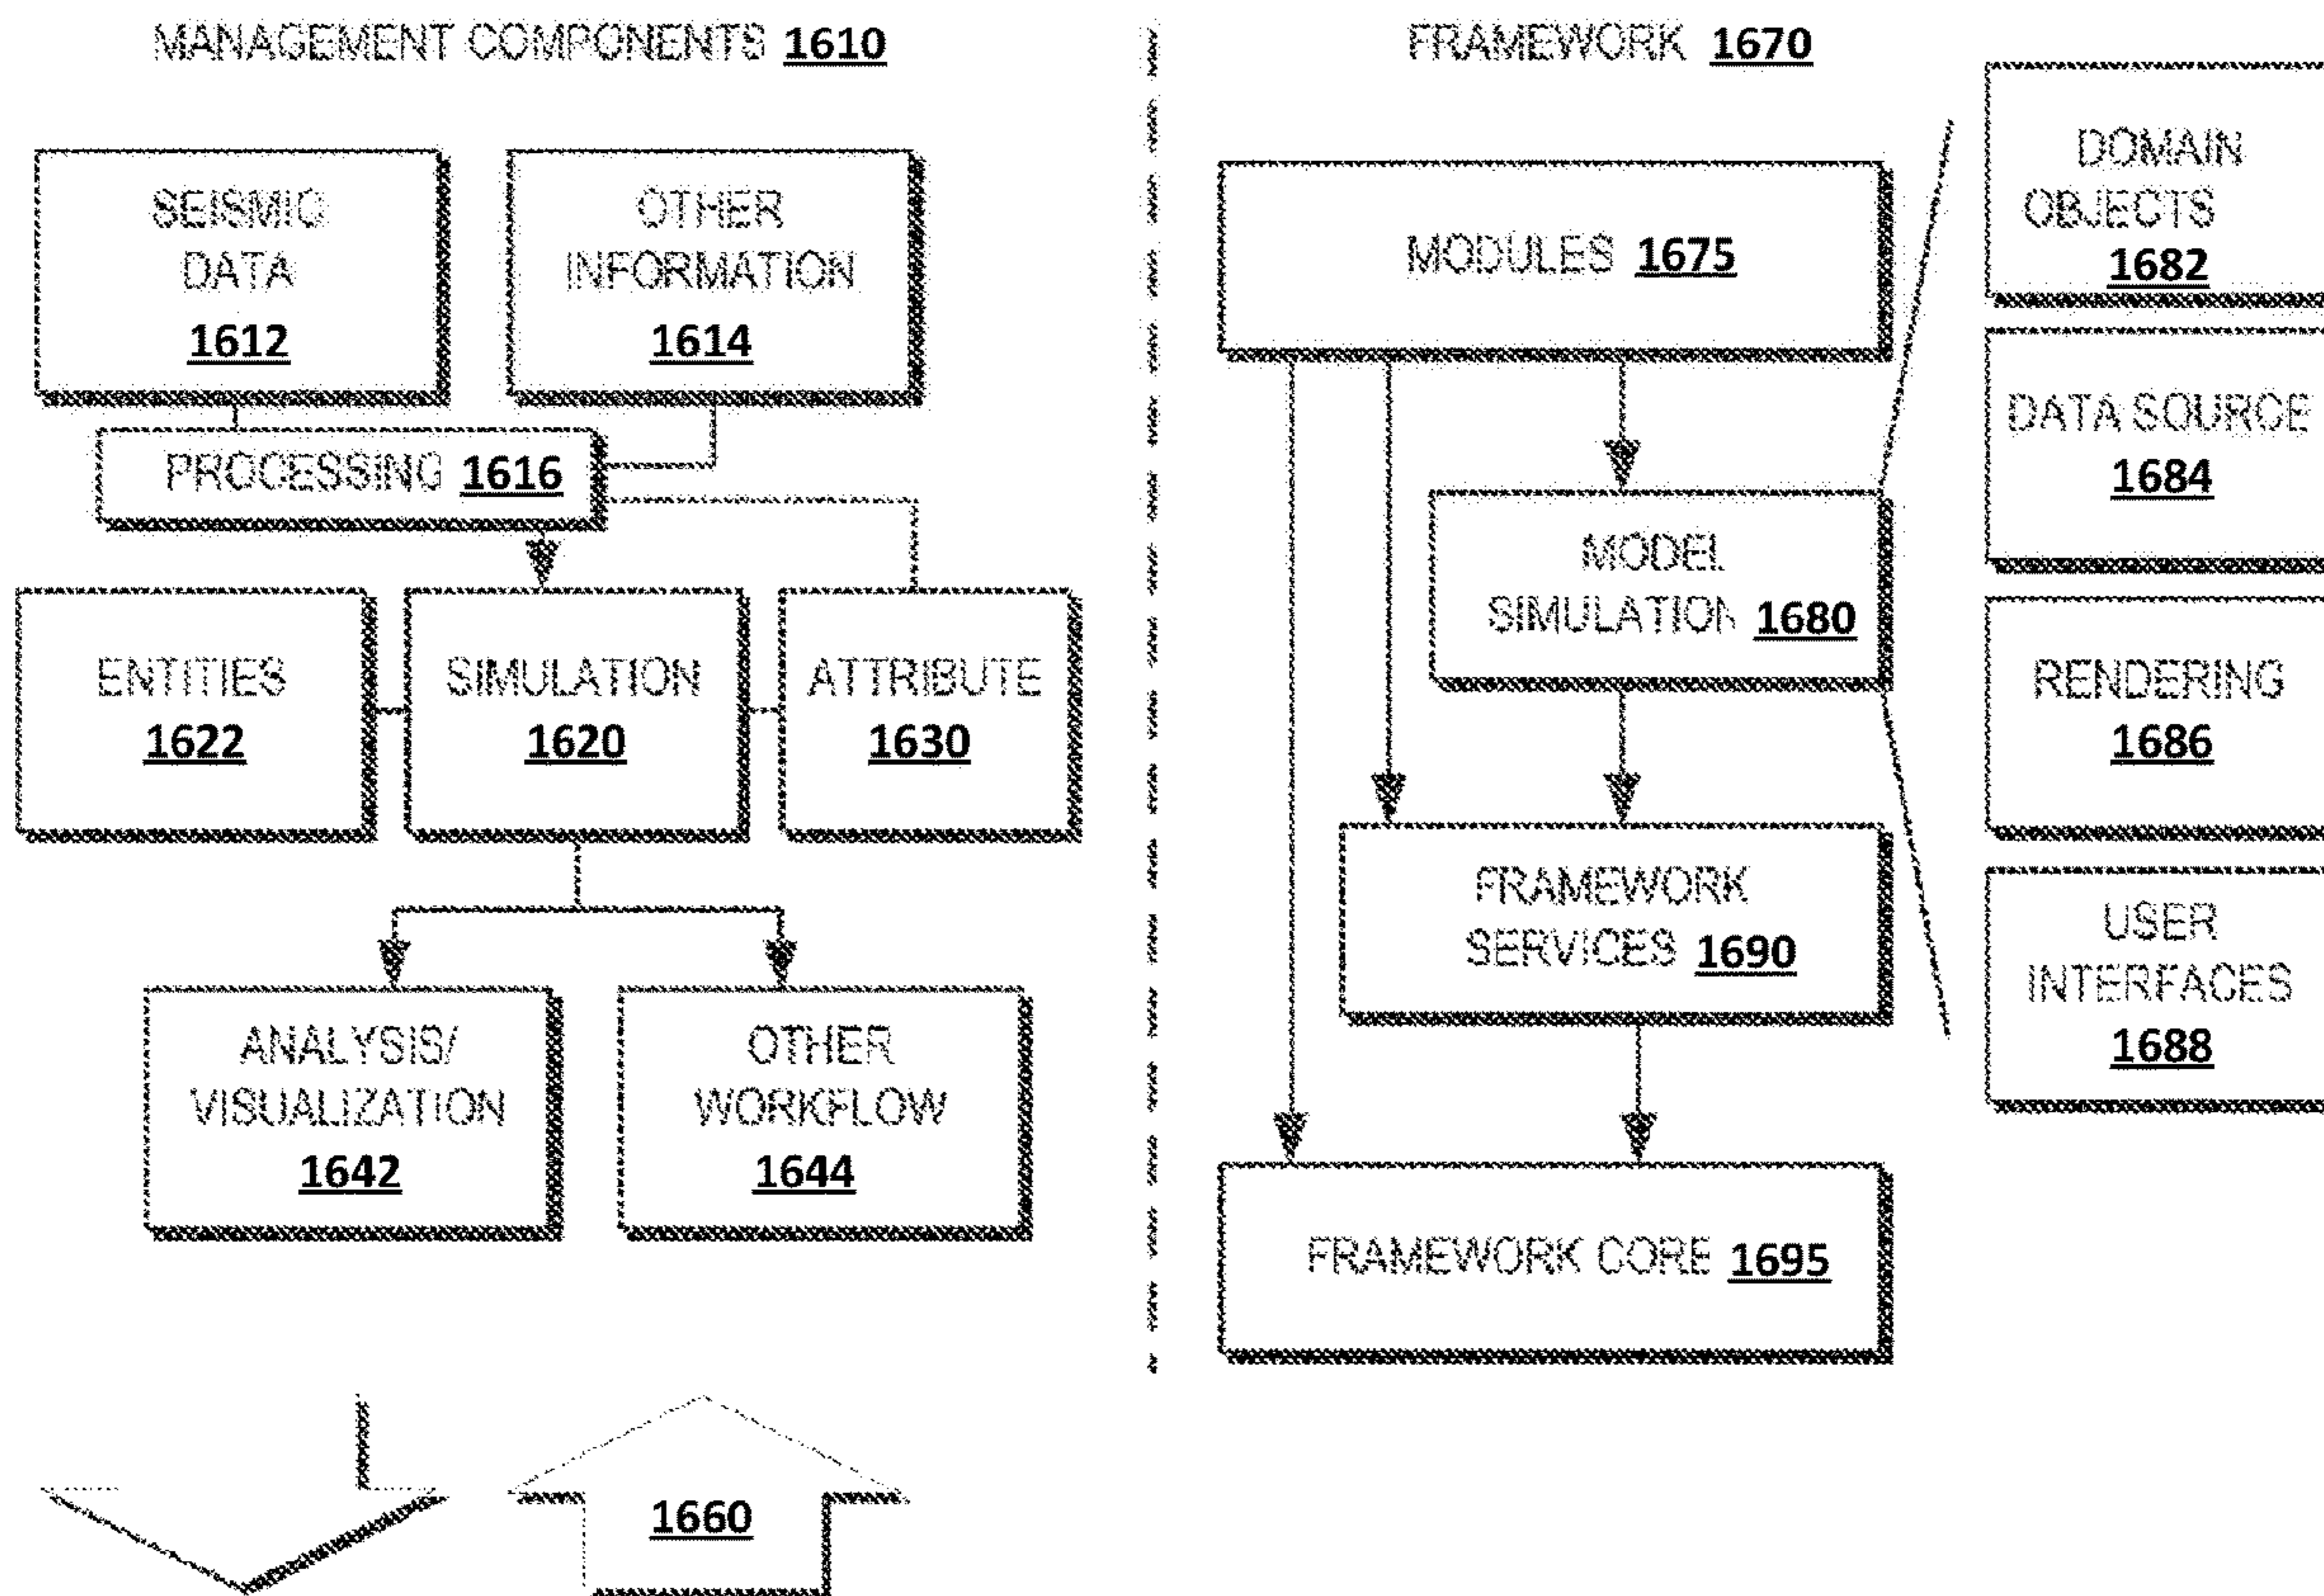 MANAGEMENT COMPONENTS 1610
SEISMIC
DATA
1612
OTHER
INFORMATION
1614
PROCESSING 1616
ENTITIES
1622
SIMULATION
1620
ATTRIBUTE
1630
ANALYSIS/
VISUALIZATION
1642
OTHER
WORKFLOW
1644
1660
FRAMEWORK 1670
MODULES 1675
MODEL
SIMULATION 1680
FRAMEWORK
SERVICES 1690
FRAMEWORK CORE 1695
DOMAIN
OBJECTS
1682
DATA SOURCE
1684
RENDERING
1686
USER
INTERFACES
1688